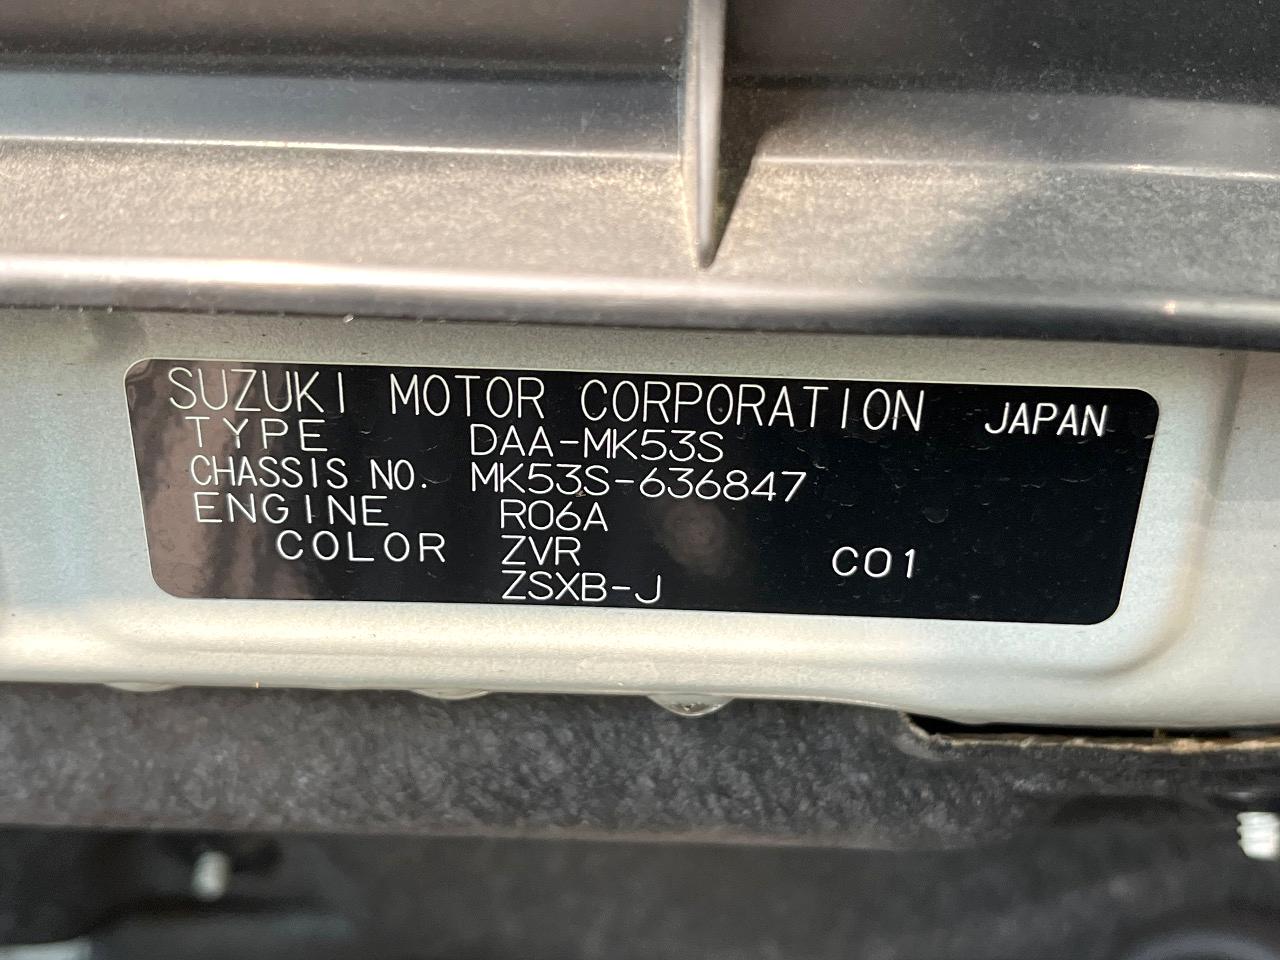 SUZUKI MOTOR CORPORATION JAPAN
TYPE DAA-MK53S
CHASSIS NO. MK53S-636847
ENGINE R06A
COLOR ZVR C01
ZSXB-J